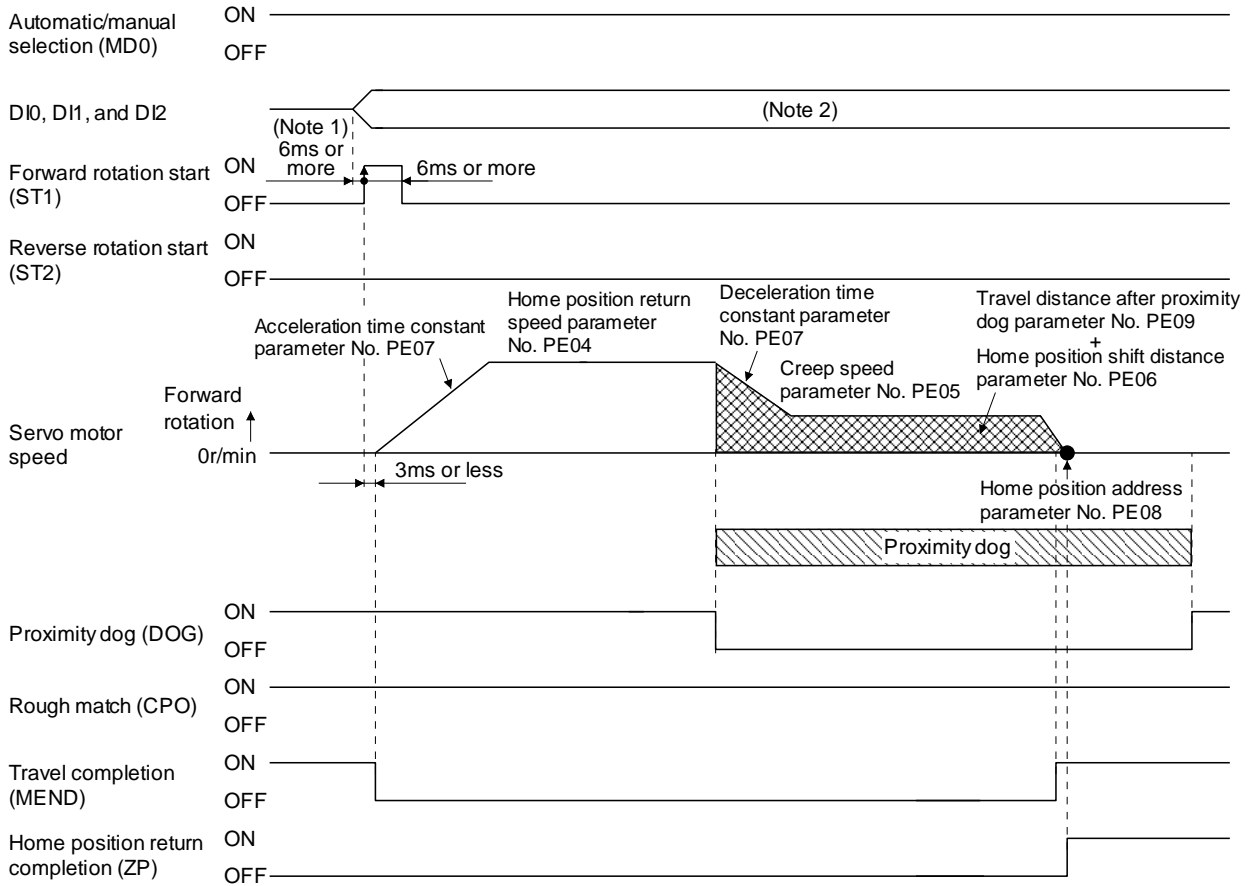 Automatic/manual
selection (MD0)
ON
OFF
DI0, DI1, and DI2
(Note 2)
(Note 1)
6ms or
more
6ms or more
Forward rotation start
(ST1)
ON
OFF
Reverse rotation start
(ST2)
ON
OFF
Acceleration time constant
parameter No. PE07
Home position return
speed parameter
No. PE04
Deceleration time
constant parameter
No. PE07
Creep speed
parameter No. PE05
Travel distance after proximity
dog parameter No. PE09
+
Home position shift distance
parameter No. PE06
Servo motor
speed
Forward
rotation
0r/min
3ms or less
Home position address
parameter No. PE08
Proximity dog
Proximity dog (DOG)
ON
OFF
Rough match (CPO)
ON
OFF
Travel completion
(MEND)
ON
OFF
Home position return
completion (ZP)
ON
OFF